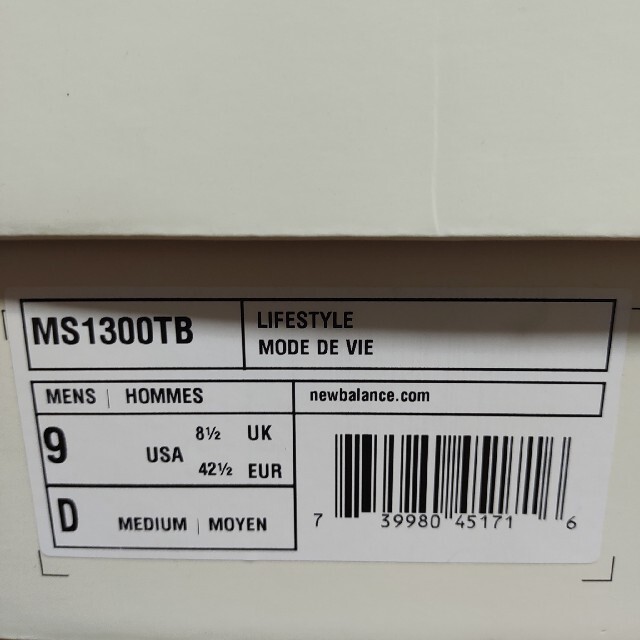 MS1300TB
LIFESTYLE
MODE DE VIE
MENS | HOMMES
newbalance.com
9 USA
8½ UK
42½ EUR
D MEDIUM | MOYEN
7 39980 45171 6